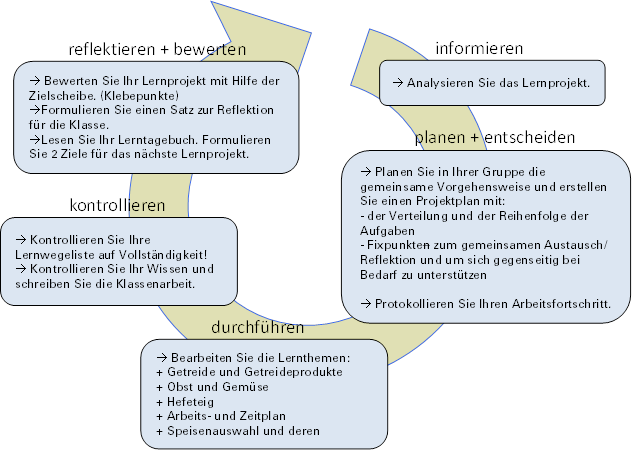 informieren
→ Analysieren Sie das Lernprojekt.
planen + entscheiden
→ Planen Sie in Ihrer Gruppe die
gemeinsame Vorgehensweise und erstellen
Sie einen Projektplan mit:
- der Verteilung und der Reihenfolge der
Aufgaben
- Fixpunkten zum gemeinsamen Austausch/
Reflektion und um sich gegenseitig bei
Bedarf zu unterstützen
→ Protokollieren Sie Ihren Arbeitsfortschritt.
durchführen
→ Bearbeiten Sie die Lernthemen:
+ Getreide und Getreideprodukte
+ Obst und Gemüse
+ Hefeteig
+ Arbeits- und Zeitplan
+ Speisenauswahl und deren
kontrollieren
→ Kontrollieren Sie Ihre
Lernwegeliste auf Vollständigkeit!
→ Kontrollieren Sie Ihr Wissen und
schreiben Sie die Klassenarbeit.
reflektieren + bewerten
→ Bewerten Sie Ihr Lernprojekt mit Hilfe der
Zielscheibe. (Klebepunkte)
→Formulieren Sie einen Satz zur Reflektion
für die Klasse.
→Lesen Sie Ihr Lerntagebuch. Formulieren
Sie 2 Ziele für das nächste Lernprojekt.